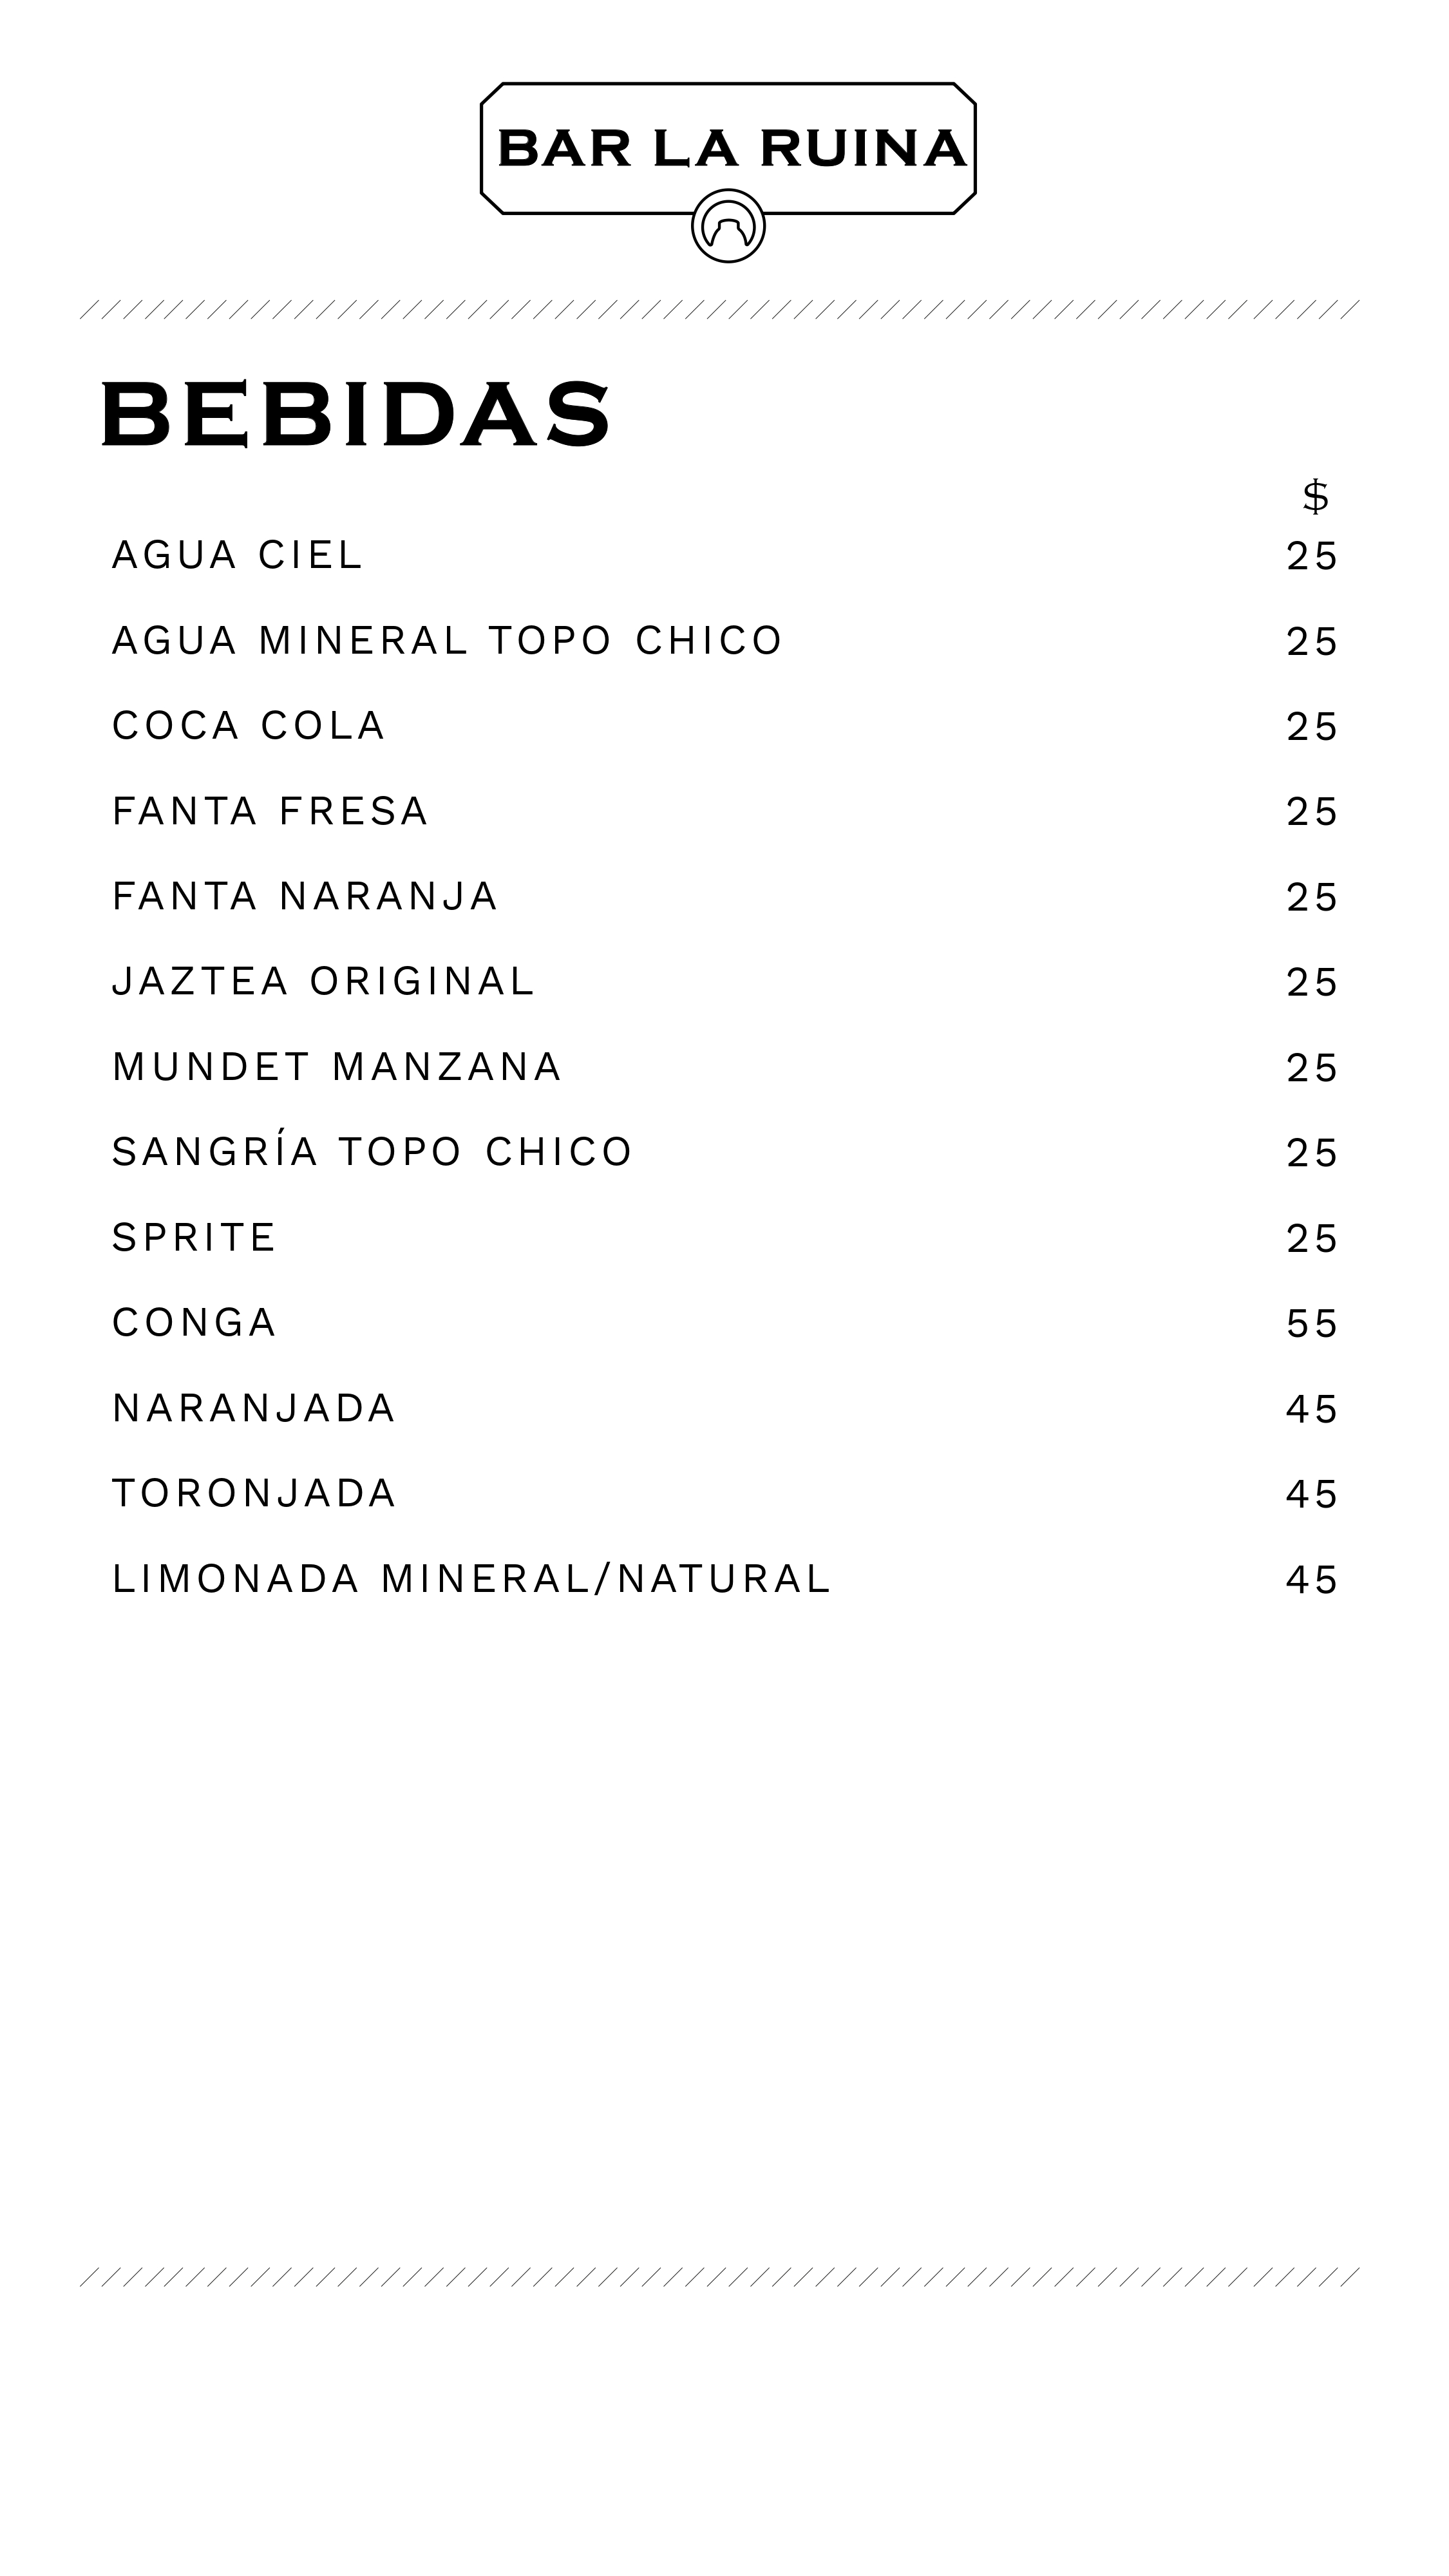 BAR LA RUINA
BEBIDAS
$
AGUA CIEL 25
AGUA MINERAL TOPO CHICO 25
COCA COLA 25
FANTA FRESA 25
FANTA NARANJA 25
JAZTEA ORIGINAL 25
MUNDET MANZANA 25
SANGRÍA TOPO CHICO 25
SPRITE 25
CONGA 55
NARANJADA 45
TORONJADA 45
LIMONADA MINERAL/NATURAL 45